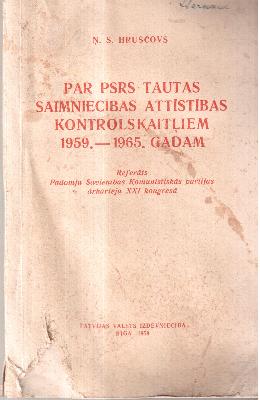 N. S. HRUŠČOVS
PAR PSRS TAUTAS
SAIMNIECĪBAS ATTĪSTĪBAS
KONTROLSKAITĻIEM
1959.—1965. GADAM
Referāts
Padomju Savienības Komunistiskās partijas
ārkārtējā XXI kongresā
LATVIJAS VALSTS IZDEVNIECĪBA
RĪGA 1959